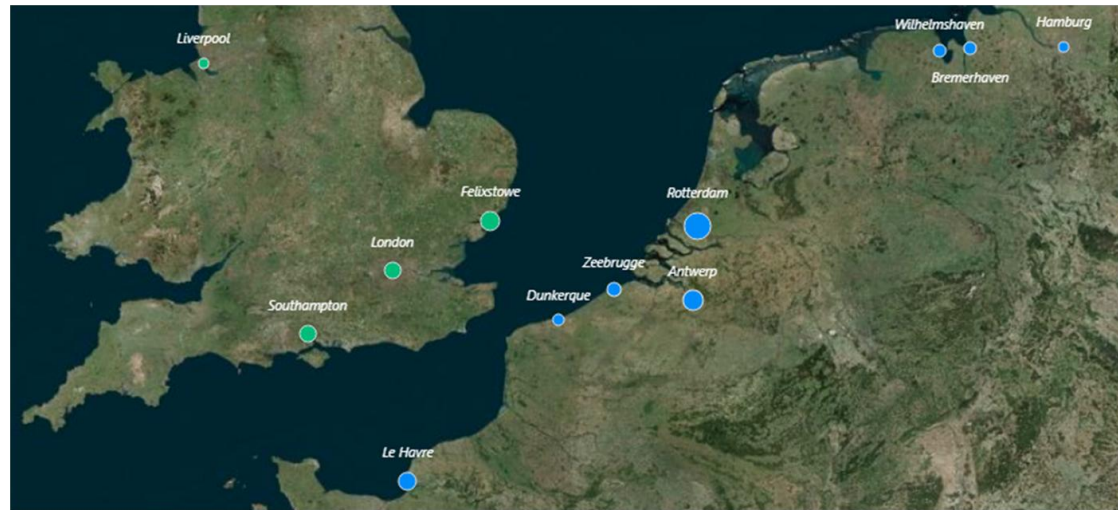 Liverpool
Wilhelmshaven
Hamburg
Bremerhaven
Felixstowe
Rotterdam
London
Zeebrugge
Antwerp
Dunkerque
Southampton
Le Havre